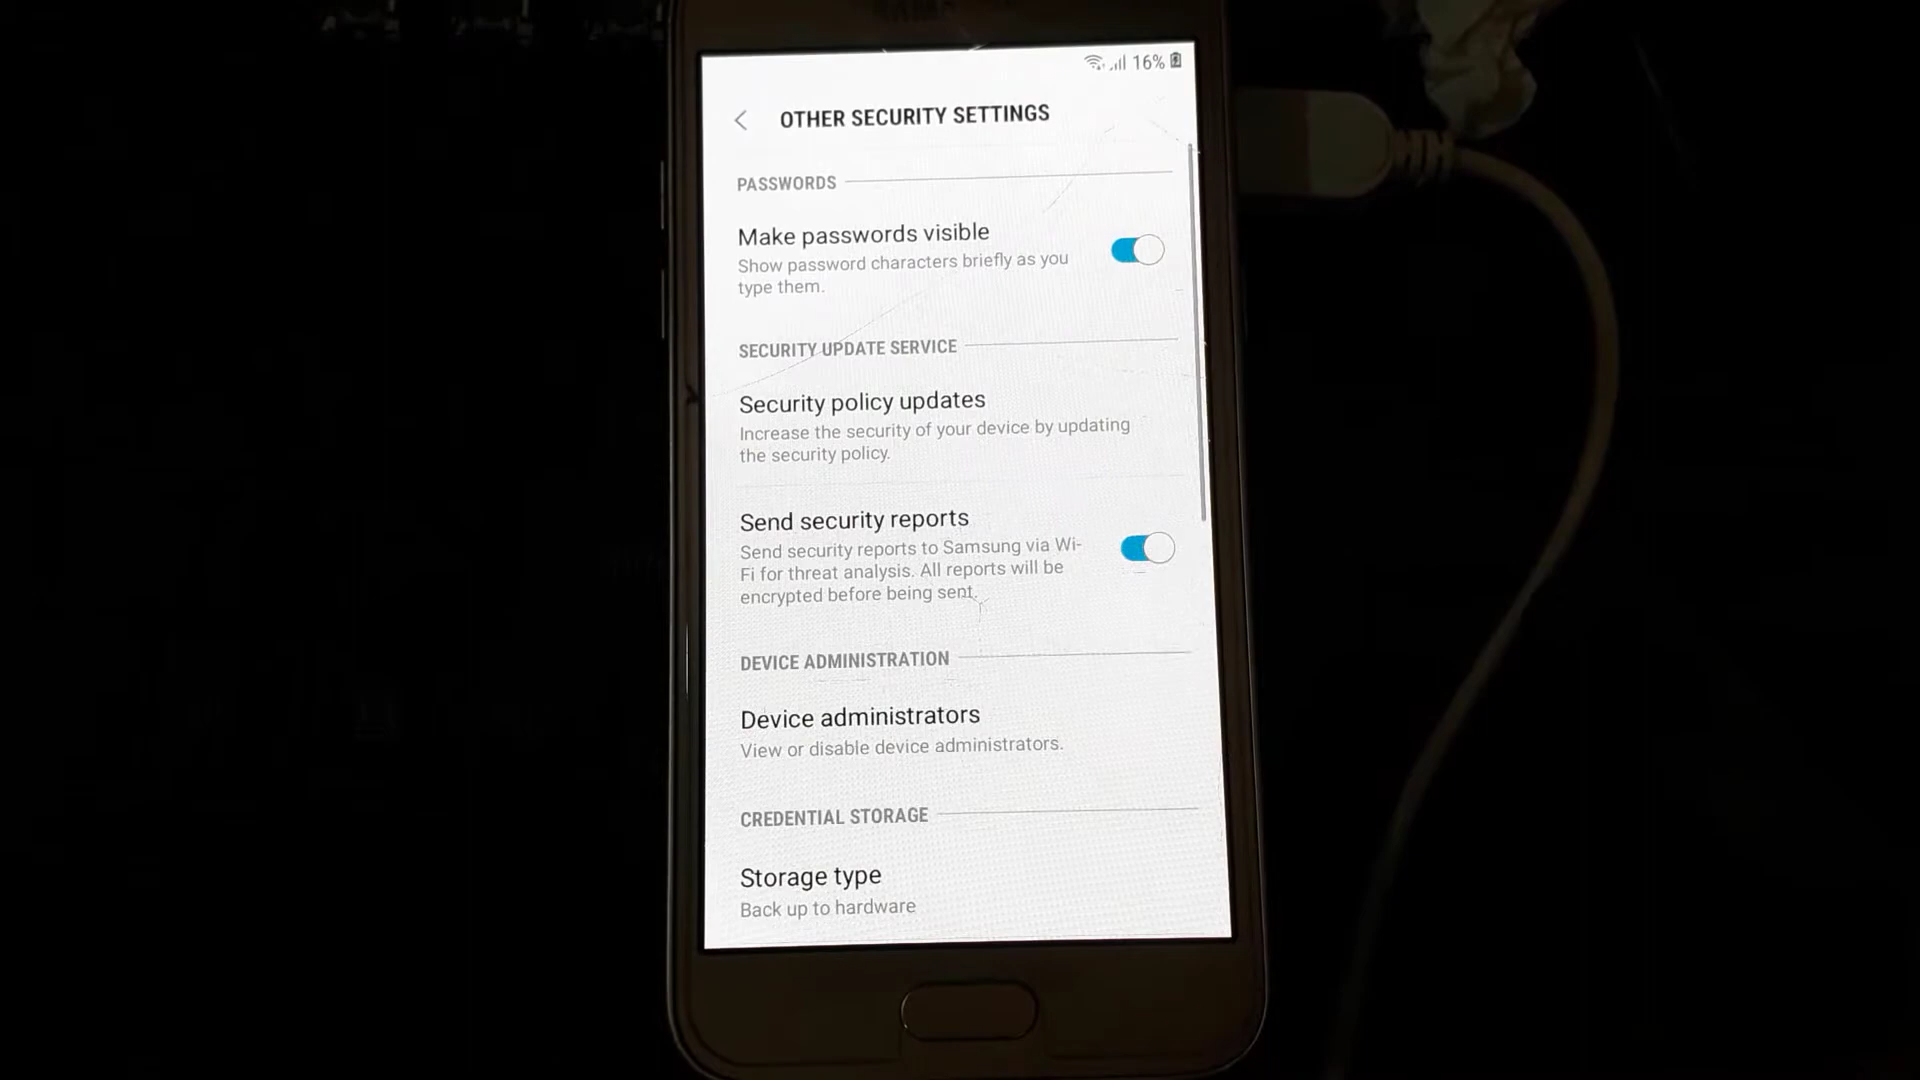 16%
OTHER SECURITY SETTINGS
PASSWORDS
Make passwords visible
Show password characters briefly as you
type them.
SECURITY UPDATE SERVICE
Security policy updates
Increase the security of your device by updating
the security policy.
Send security reports
Send security reports to Samsung via Wi-
Fi for threat analysis. All reports will be
encrypted before being sent.
DEVICE ADMINISTRATION
Device administrators
View or disable device administrators.
CREDENTIAL STORAGE
Storage type
Back up to hardware